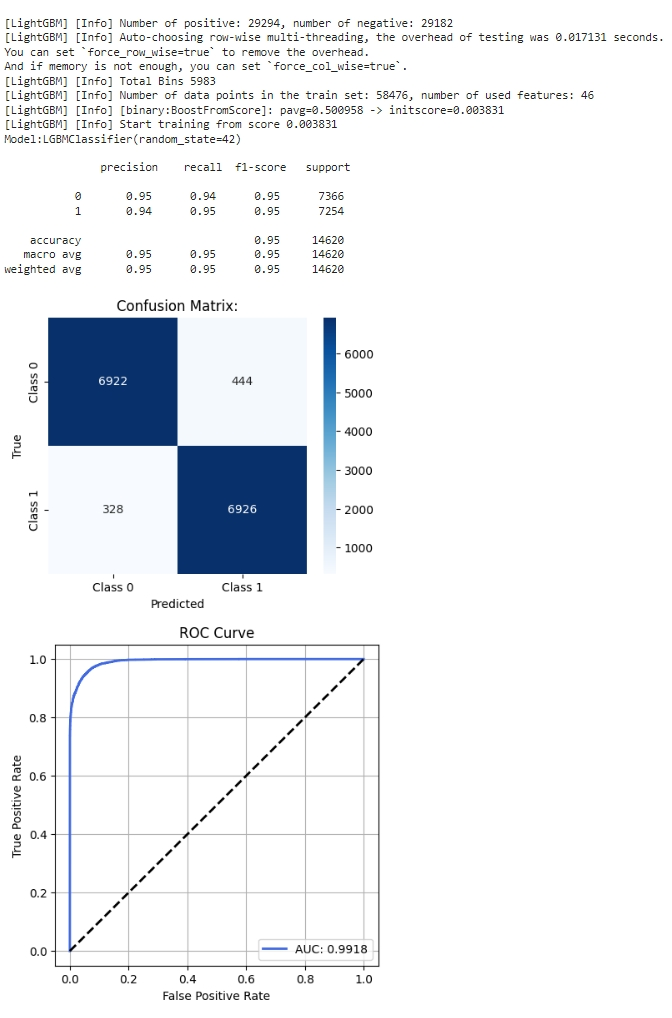 [LightGBM] [Info] Number of positive: 29294, number of negative: 29182
[LightGBM] [Info] Auto-choosing row-wise multi-threading, the overhead of testing was 0.017131 seconds.
You can set `force_row_wise=true` to remove the overhead.
And if memory is not enough, you can set `force_col_wise=true`.
[LightGBM] [Info] Total Bins 5983
[LightGBM] [Info] Number of data points in the train set: 58476, number of used features: 46
[LightGBM] [Info] [binary:BoostFromScore]: pavg=0.500958 -> initscore=0.003831
[LightGBM] [Info] Start training from score 0.003831
Model:LGBMClassifier(random_state=42)
precision recall f1-score support
0 0.95 0.94 0.95 7366
1 0.94 0.95 0.95 7254
accuracy 0.95 14620
macro avg 0.95 0.95 0.95 14620
weighted avg 0.95 0.95 0.95 14620
Confusion Matrix:
Class 0 6922 444
Class 1 328 6926
True
6000
5000
4000
3000
2000
1000
Class 0 Class 1
Predicted
ROC Curve
True Positive Rate
1.0
0.8
0.6
0.4
0.2
0.0
AUC: 0.9918
0.0 0.2 0.4 0.6 0.8 1.0
False Positive Rate